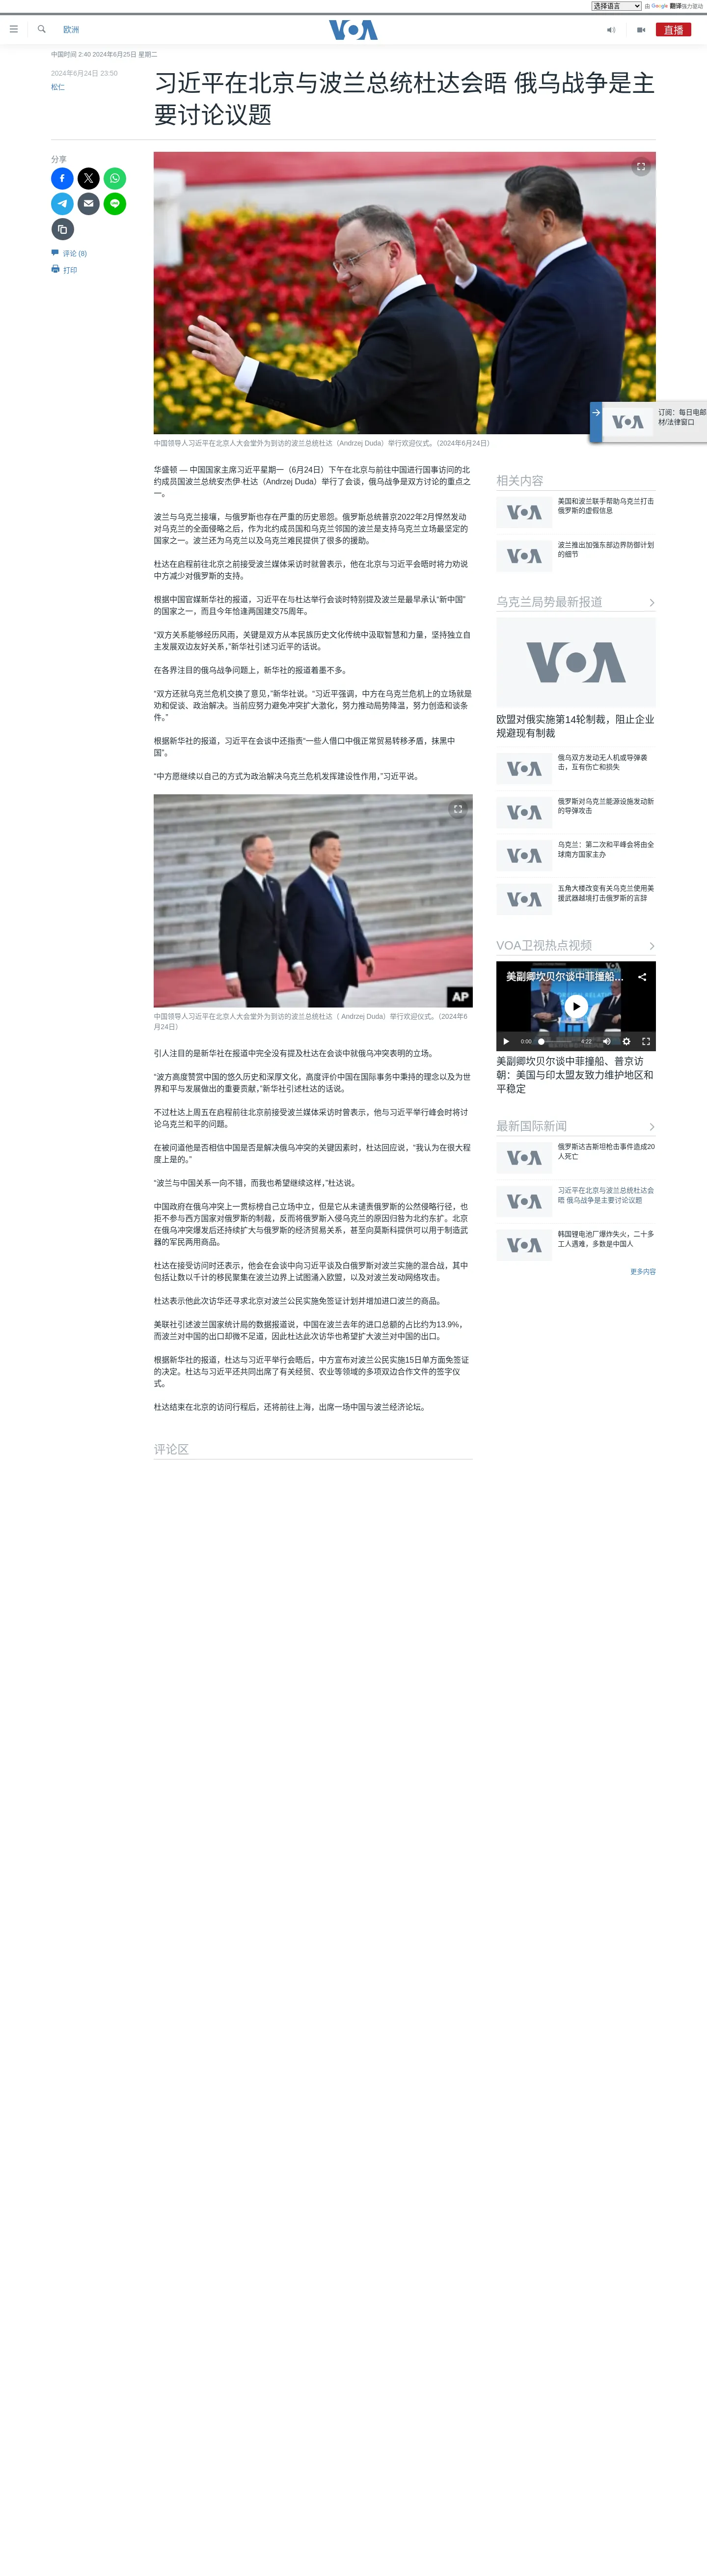 选择语言 由 Google 翻译强力驱动
欧洲
VOA
直播
中国时间 2:40 2024年6月25日 星期二
2024年6月24日 23:50
松仁
习近平在北京与波兰总统杜达会晤 俄乌战争是主
要讨论议题
分享
评论 (8)
打印
中国领导人习近平在北京人大会堂外为到访的波兰总统杜达（Andrzej Duda）举行欢迎仪式。（2024年6月24日）
订阅：每日电邮
材/法律窗口
华盛顿 — 中国国家主席习近平星期一（6月24日）下午在北京与前往中国进行国事访问的北
约成员国波兰总统安杰伊·杜达（Andrzej Duda）举行了会谈，俄乌战争是双方讨论的重点之
一。
波兰与乌克兰接壤，与俄罗斯也存在严重的历史恩怨。俄罗斯总统普京2022年2月悍然发动
对乌克兰的全面侵略之后，作为北约成员国和乌克兰邻国的波兰是支持乌克兰立场最坚定的
国家之一。波兰还为乌克兰以及乌克兰难民提供了很多的援助。
杜达在启程前往北京之前接受波兰媒体采访时就曾表示，他在北京与习近平会晤时将力劝说
中方减少对俄罗斯的支持。
根据中国官媒新华社的报道，习近平在与杜达举行会谈时特别提及波兰是最早承认“新中国”
的国家之一，而且今年恰逢两国建交75周年。
“双方关系能够经历风雨，关键是双方从本民族历史文化传统中汲取智慧和力量，坚持独立自
主发展双边友好关系，”新华社引述习近平的话说。
在各界注目的俄乌战争问题上，新华社的报道着墨不多。
“双方还就乌克兰危机交换了意见，”新华社说。“习近平强调，中方在乌克兰危机上的立场就是
劝和促谈、政治解决。当前应努力避免冲突扩大激化，努力推动局势降温，努力创造和谈条
件。”
根据新华社的报道，习近平在会谈中还指责“一些人借口中俄正常贸易转移矛盾，抹黑中
国”。
“中方愿继续以自己的方式为政治解决乌克兰危机发挥建设性作用，”习近平说。
AP
中国领导人习近平在北京人大会堂外为到访的波兰总统杜达（ Andrzej Duda）举行欢迎仪式。（2024年6
月24日）
引人注目的是新华社在报道中完全没有提及杜达在会谈中就俄乌冲突表明的立场。
“波方高度赞赏中国的悠久历史和深厚文化，高度评价中国在国际事务中秉持的理念以及为世
界和平与发展做出的重要贡献，”新华社引述杜达的话说。
不过杜达上周五在启程前往北京前接受波兰媒体采访时曾表示，他与习近平举行峰会时将讨
论乌克兰和平的问题。
在被问道他是否相信中国是否是解决俄乌冲突的关键因素时，杜达回应说，“我认为在很大程
度上是的。”
“波兰与中国关系一向不错，而我也希望继续这样，”杜达说。
中国政府在俄乌冲突上一贯标榜自己立场中立，但是它从未谴责俄罗斯的公然侵略行径，也
拒不参与西方国家对俄罗斯的制裁，反而将俄罗斯入侵乌克兰的原因归咎为北约东扩。北京
在俄乌冲突爆发后还持续扩大与俄罗斯的经济贸易关系，甚至向莫斯科提供可以用于制造武
器的军民两用商品。
杜达在接受访问时还表示，他会在会谈中向习近平谈及白俄罗斯对波兰实施的混合战，其中
包括让数以千计的移民聚集在波兰边界上试图涌入欧盟，以及对波兰发动网络攻击。
杜达表示他此次访华还寻求北京对波兰公民实施免签证计划并增加进口波兰的商品。
美联社引述波兰国家统计局的数据报道说，中国在波兰去年的进口总额的占比约为13.9%，
而波兰对中国的出口却微不足道，因此杜达此次访华也希望扩大波兰对中国的出口。
根据新华社的报道，杜达与习近平举行会晤后，中方宣布对波兰公民实施15日单方面免签证
的决定。杜达与习近平还共同出席了有关经贸、农业等领域的多项双边合作文件的签字仪
式。
杜达结束在北京的访问行程后，还将前往上海，出席一场中国与波兰经济论坛。
评论区
相关内容
VOA
美国和波兰联手帮助乌克兰打击
俄罗斯的虚假信息
VOA
波兰推出加强东部边界防御计划
的细节
乌克兰局势最新报道
VOA
欧盟对俄实施第14轮制裁，阻止企业
规避现有制裁
VOA
俄乌双方发动无人机或导弹袭
击，互有伤亡和损失
VOA
俄罗斯对乌克兰能源设施发动新
的导弹攻击
VOA
乌克兰：第二次和平峰会将由全
球南方国家主办
VOA
五角大楼改变有关乌克兰使用美
援武器越境打击俄罗斯的言辞
VOA卫视热点视频
美副卿坎贝尔谈中菲撞船...
0:00 4:22
美副卿坎贝尔谈中菲撞船、普京访
朝：美国与印太盟友致力维护地区和
平稳定
最新国际新闻
VOA
俄罗斯达吉斯坦枪击事件造成20
人死亡
VOA
习近平在北京与波兰总统杜达会
晤 俄乌战争是主要讨论议题
VOA
韩国锂电池厂爆炸失火，二十多
工人遇难，多数是中国人
更多内容